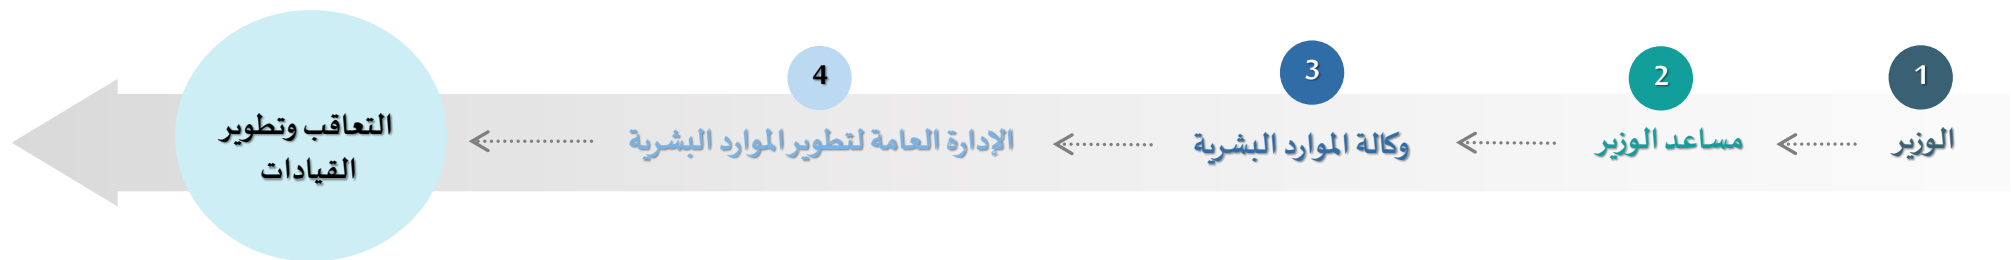 1
الوزير
2
مساعد الوزير
3
وكالة الموارد البشرية
4
الإدارة العامة لتطوير الموارد البشرية
التعاقب وتطوير
القيادات